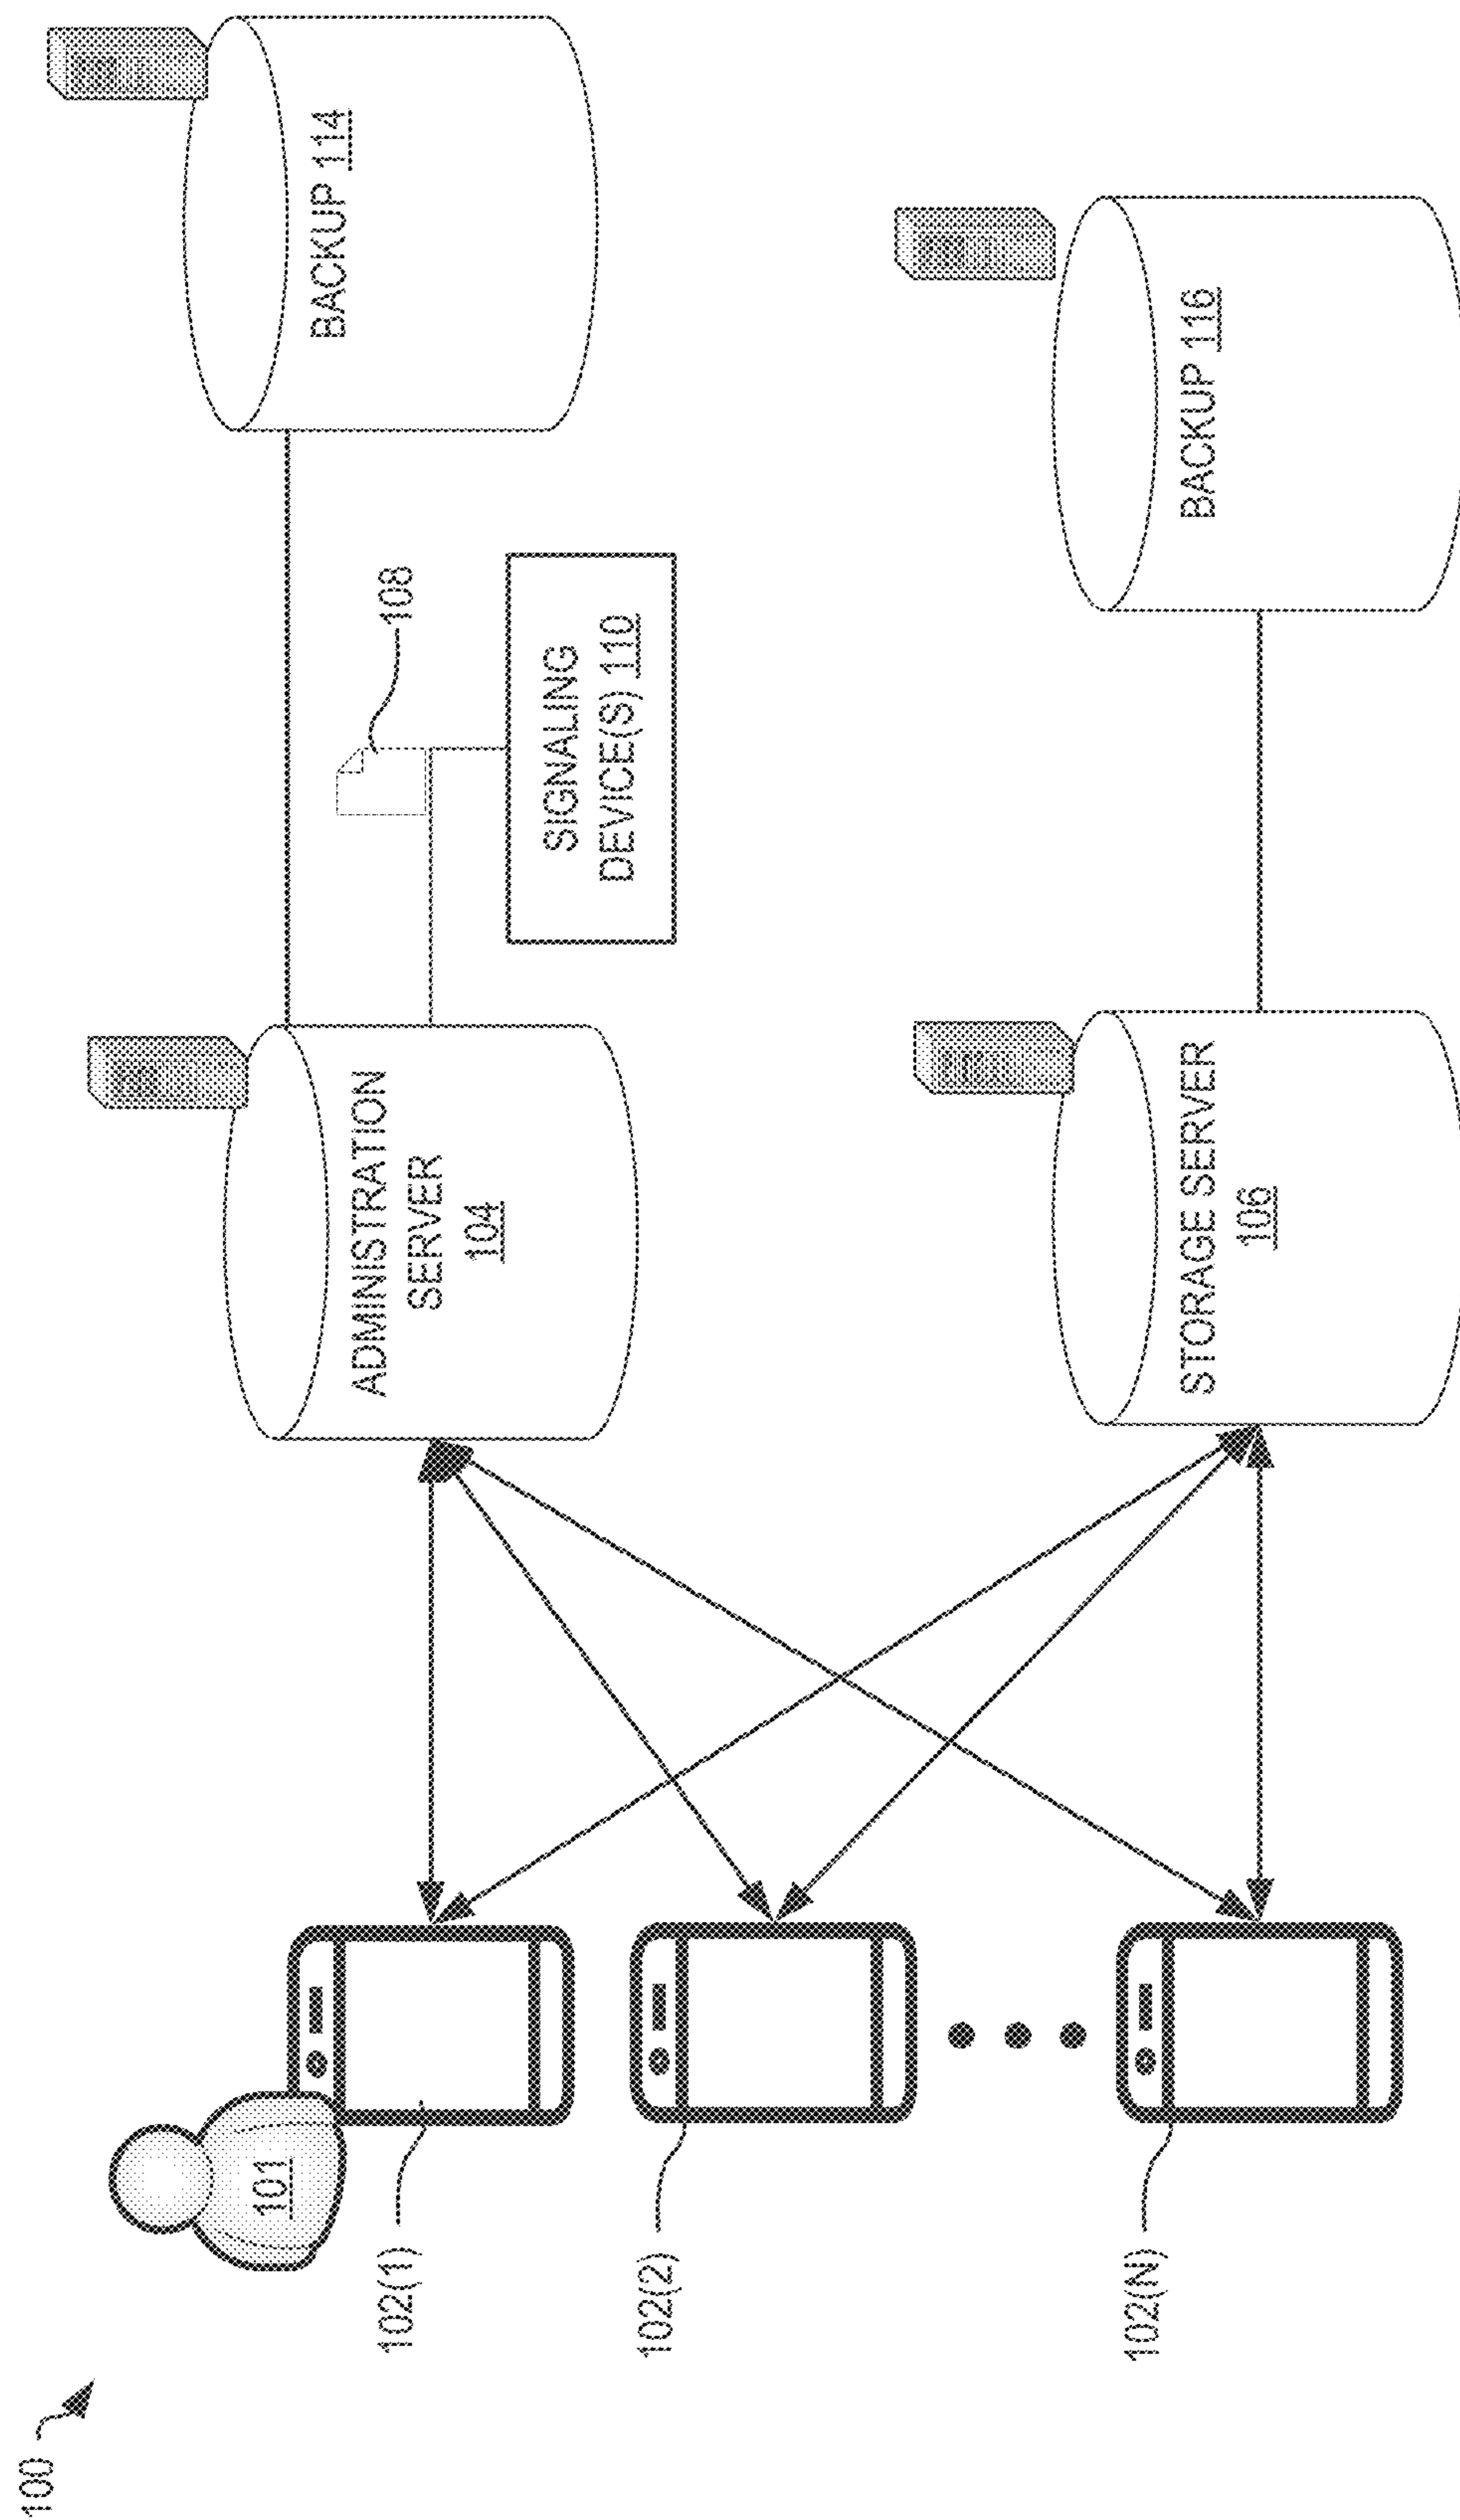 100
101
102(1)
102(2)
102(N)
ADMINISTRATION
SERVER
104
STORAGE SERVER
106
108
SIGNALING
DEVICE(S) 110
BACKUP 114
BACKUP 116